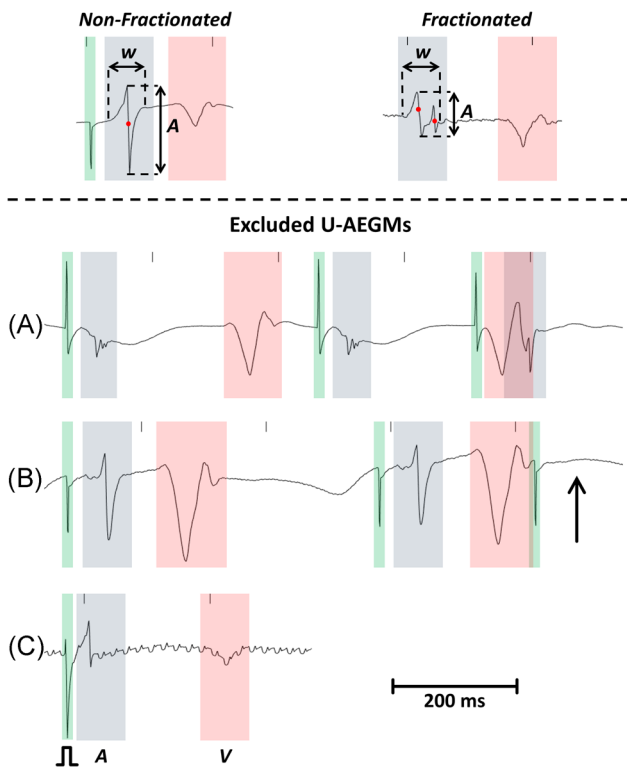 Non-Fractionated
Fractionated
w
w
A
A
Excluded U-AEGMs
(A)
(B)
(C)
200 ms
A
V